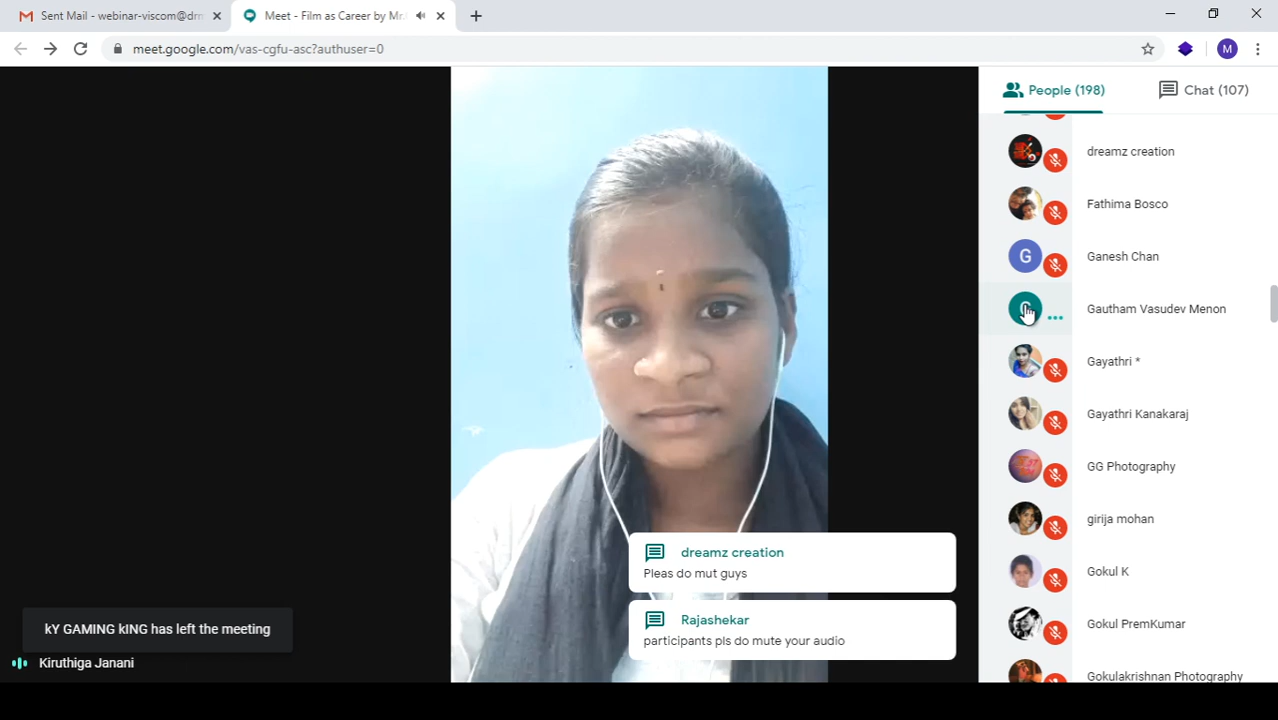 Sent Mail - webinar-viscom@drn
Meet - Film as Career by Mr.
meet.google.com/vas-cgfu-asc?authuser=0
M
People (198)
Chat (107)
dreamz creation
Fathima Bosco
G
Ganesh Chan
G
Gautham Vasudev Menon
Gayathri *
Gayathri Kanakaraj
GG Photography
girija mohan
Gokul K
Gokul PremKumar
Gokulakrishnan Photography
dreamz creation
Pleas do mut guys
Rajashekar
participants pls do mute your audio
kY GAMING kING has left the meeting
Kiruthiga Janani